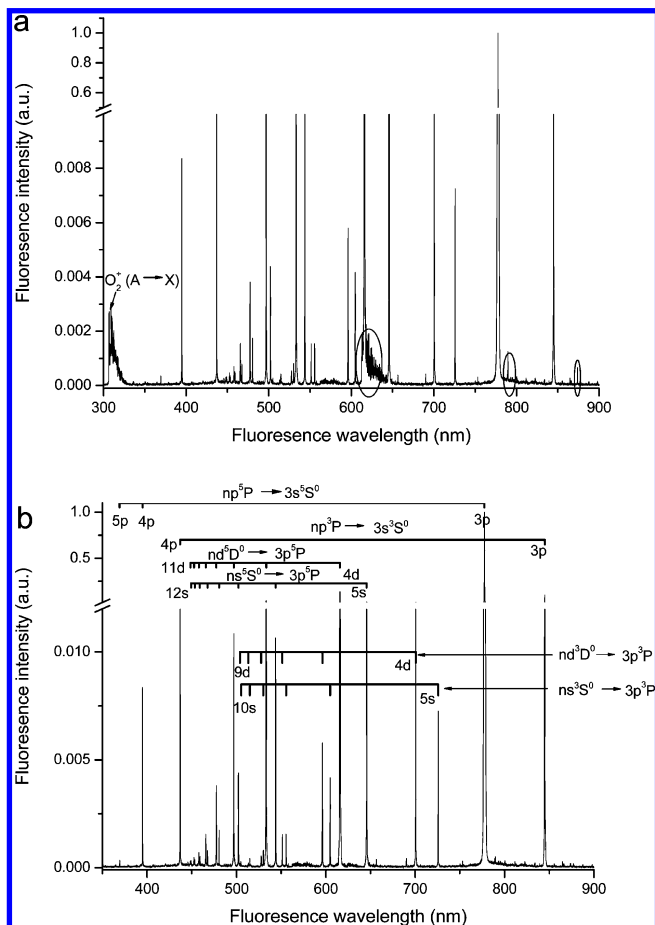 a
Fluorescence intensity (a.u.)
1.0
0.8
0.6
0.008
0.006
0.004
0.002
0.000
O₂⁺ (A → X)
300 400 500 600 700 800 900
Fluoresence wavelength (nm)
b
Fluorescence intensity (a.u.)
1.0
0.5
0.010
0.005
0.000
np⁵P → 3s⁵S⁰
5p 4p 3p
np³P → 3s³S⁰
4p 3p
nd⁵D⁰ → 3p⁵P
11d 4d
ns⁵S⁰ → 3p⁵P
12s 5s
nd³D⁰ → 3p³P
9d 4d
ns³S⁰ → 3p³P
10s 5s
400 500 600 700 800 900
Fluoresence wavelength (nm)